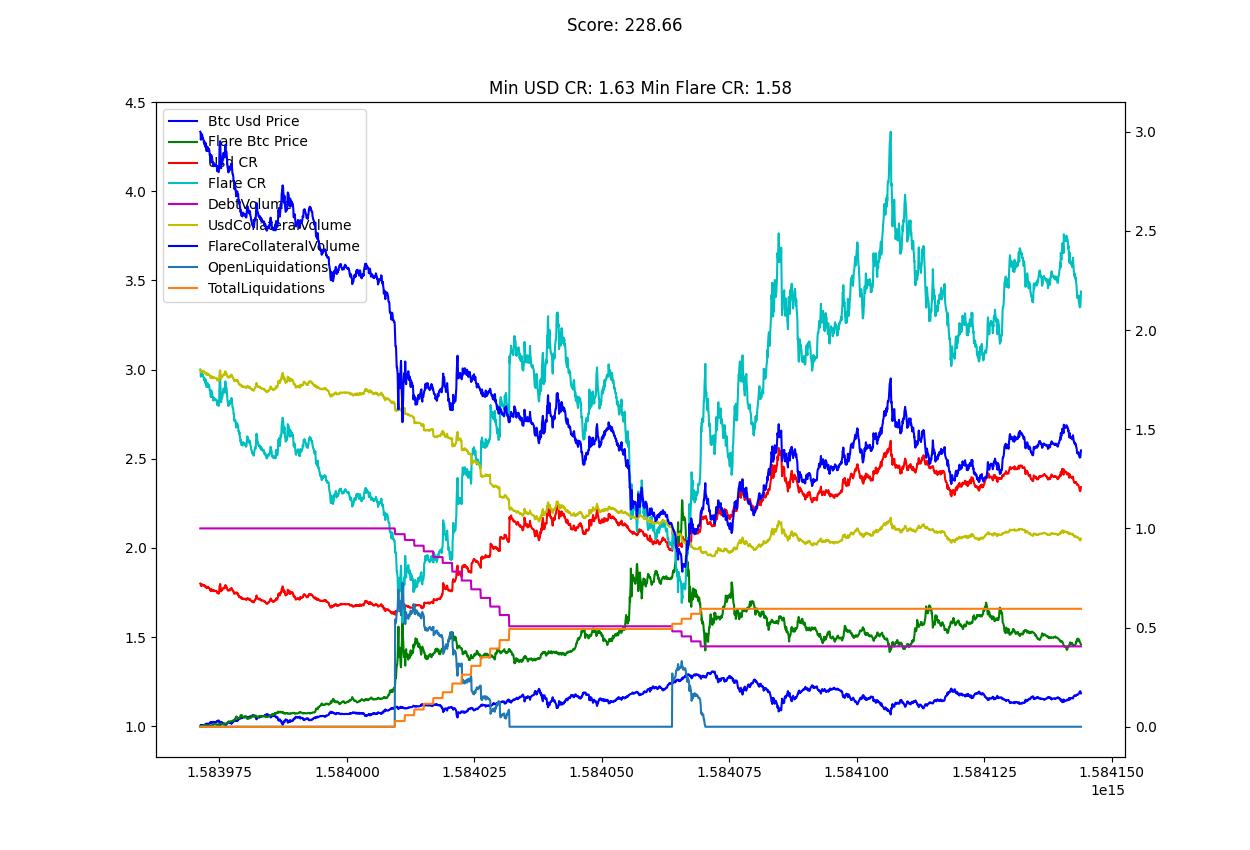 Score: 228.66
Min USD CR: 1.63 Min Flare CR: 1.58
Btc Usd Price
Flare Btc Price
Usd CR
Flare CR
DebtVolume
UsdCollateralVolume
FlareCollateralVolume
OpenLiquidations
TotalLiquidations
4.5
4.0
3.5
3.0
2.5
2.0
1.5
1.0
3.0
2.5
2.0
1.5
1.0
0.5
0.0
1.583975 1.584000 1.584025 1.584050 1.584075 1.584100 1.584125 1.584150
1e15